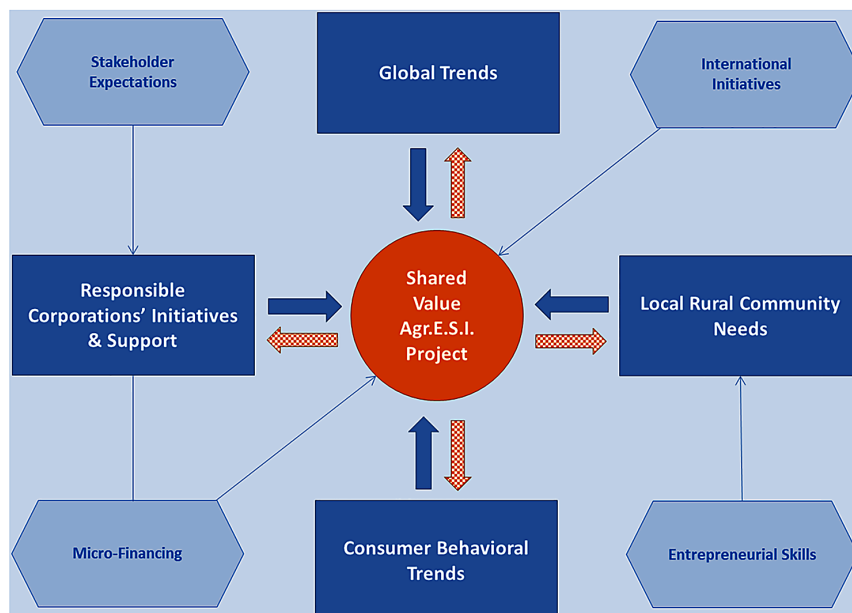 Stakeholder
Expectations
Global Trends
International
Initiatives
Responsible
Corporations’ Initiatives
& Support
Shared
Value
Agr.E.S.I.
Project
Local Rural Community
Needs
Micro-Financing
Consumer Behavioral
Trends
Entrepreneurial Skills